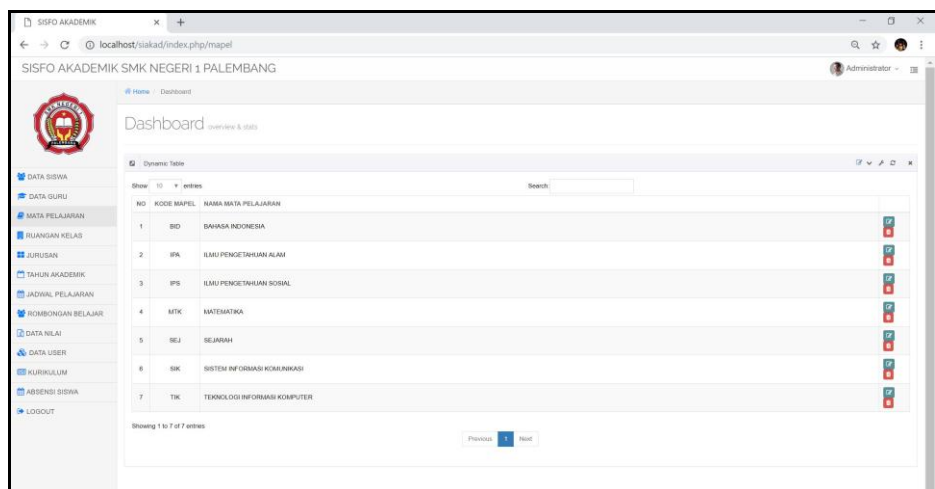 SISFO AKADEMIK
localhost/siakad/index.php/mapel
SISFO AKADEMIK SMK NEGERI 1 PALEMBANG
Administrator
Home / Dashboard
Dashboard overview & stats
Dynamic Table
Show 10 entries
Search:
NO KODE MAPEL NAMA MATA PELAJARAN
1 BID BAHASA INDONESIA
2 IPA ILMU PENGETAHUAN ALAM
3 IPS ILMU PENGETAHUAN SOSIAL
4 MTK MATEMATIKA
5 SEJ SEJARAH
6 SIK SISTEM INFORMASI KOMUNIKASI
7 TIK TEKNOLOGI INFORMASI KOMPUTER
Showing 1 to 7 of 7 entries
Previous 1 Next
DATA SISWA
DATA GURU
MATA PELAJARAN
RUANGAN KELAS
JURUSAN
TAHUN AKADEMIK
JADWAL PELAJARAN
ROMBONGAN BELAJAR
DATA NILAI
DATA USER
KURIKULUM
ABSENSI SISWA
LOGOUT